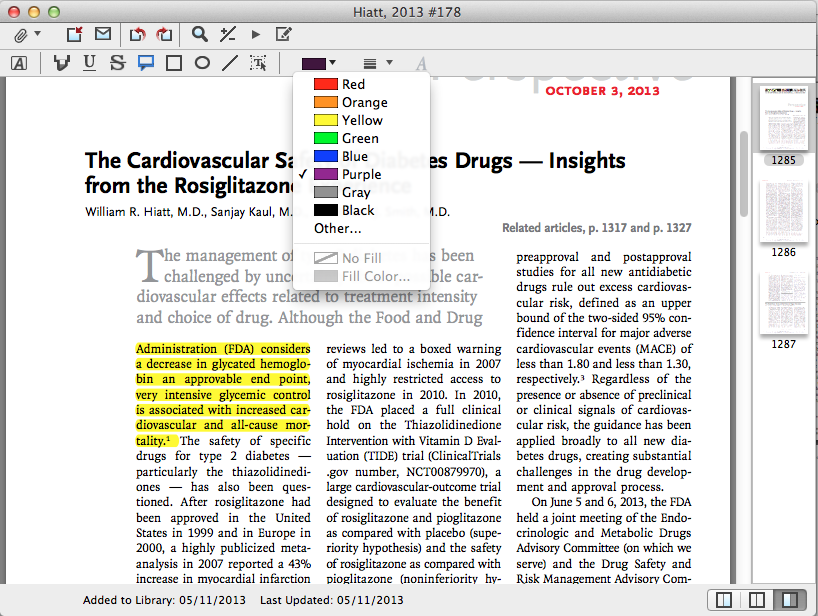 Hiatt, 2013 #178
OCTOBER 3, 2013
Red
Orange
Yellow
Green
Blue
Purple
Gray
Black
Other...
No Fill
Fill Color...
The Cardiovascular Sa
Diabetes Drugs — Insights
from the Rosiglitazone
William R. Hiatt, M.D., Sanjay Kaul, M.
M.D.
Related articles, p. 1317 and p. 1327
The management of
has been
challenged by unce
ble car-
diovascular effects related to treatment intensity
and choice of drug. Although the Food and Drug
Administration (FDA) considers
a decrease in glycated hemoglo-
bin an approvable end point,
very intensive glycemic control
is associated with increased car-
diovascular and all-cause mor-
tality.¹ The safety of specific
drugs for type 2 diabetes —
particularly the thiazolidinedi-
ones — has also been ques-
tioned. After rosiglitazone had
been approved in the United
States in 1999 and in Europe in
2000, a highly publicized meta-
analysis in 2007 reported a 43%
increase in myocardial infarction
reviews led to a boxed warning
of myocardial ischemia in 2007
and highly restricted access to
rosiglitazone in 2010. In 2010,
the FDA placed a full clinical
hold on the Thiazolidinedione
Intervention with Vitamin D Eval-
uation (TIDE) trial (ClinicalTrials
.gov number, NCT00879970), a
large cardiovascular-outcome trial
designed to evaluate the benefit
of rosiglitazone and pioglitazone
as compared with placebo (supe-
riority hypothesis) and the safety
of rosiglitazone as compared with
pioglitazone (noninferiority hy-
preapproval and postapproval
studies for all new antidiabetic
drugs rule out excess cardiovas-
cular risk, defined as an upper
bound of the two-sided 95% con-
fidence interval for major adverse
cardiovascular events (MACE) of
less than 1.80 and less than 1.30,
respectively.³ Regardless of the
presence or absence of preclinical
or clinical signals of cardiovas-
cular risk, the guidance has been
applied broadly to all new dia-
betes drugs, creating substantial
challenges in the drug develop-
ment and approval process.
On June 5 and 6, 2013, the FDA
held a joint meeting of the Endo-
crinologic and Metabolic Drugs
Advisory Committee (on which we
serve) and the Drug Safety and
Risk Management Advisory Com-
1285
1286
1287
Added to Library: 05/11/2013 Last Updated: 05/11/2013